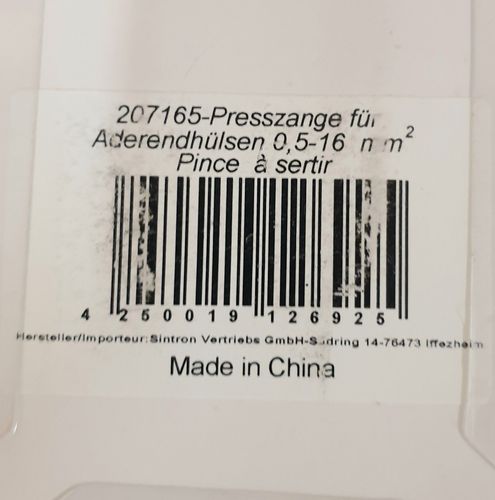 207165-Presszange für
Aderendhülsen 0,5-16 mm²
Pince à sertir
4 250019 126925
Hersteller/Importeur:Sintron Vertriebs GmbH-Südring 14-76473 Iffezheim
Made in China